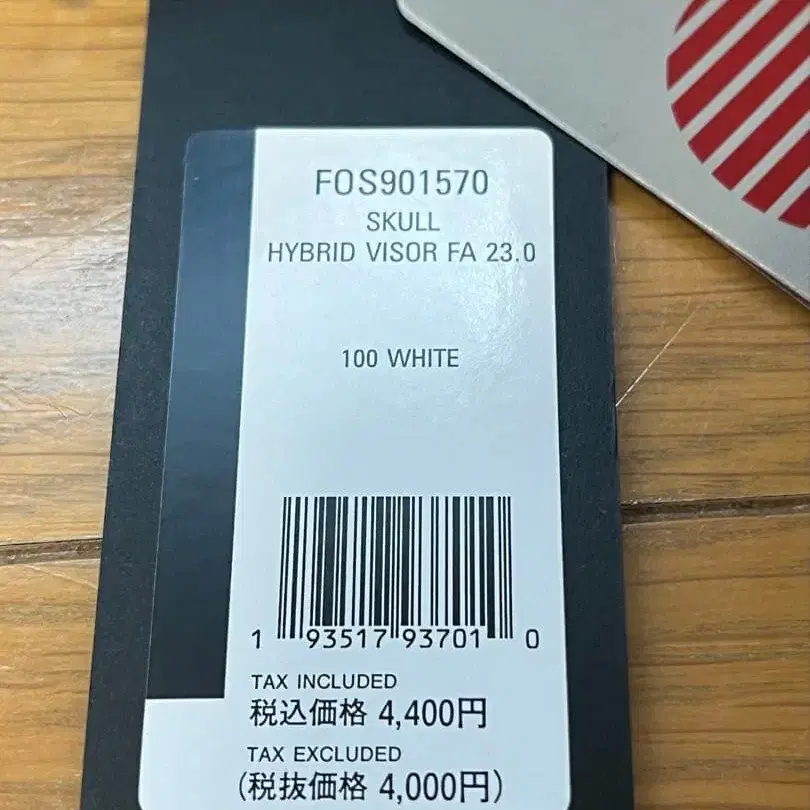 FOS901570
SKULL
HYBRID VISOR FA 23.0
100 WHITE
1 93517 93701 0
TAX INCLUDED
税込価格 4,400円
TAX EXCLUDED
(税抜価格 4,000円)